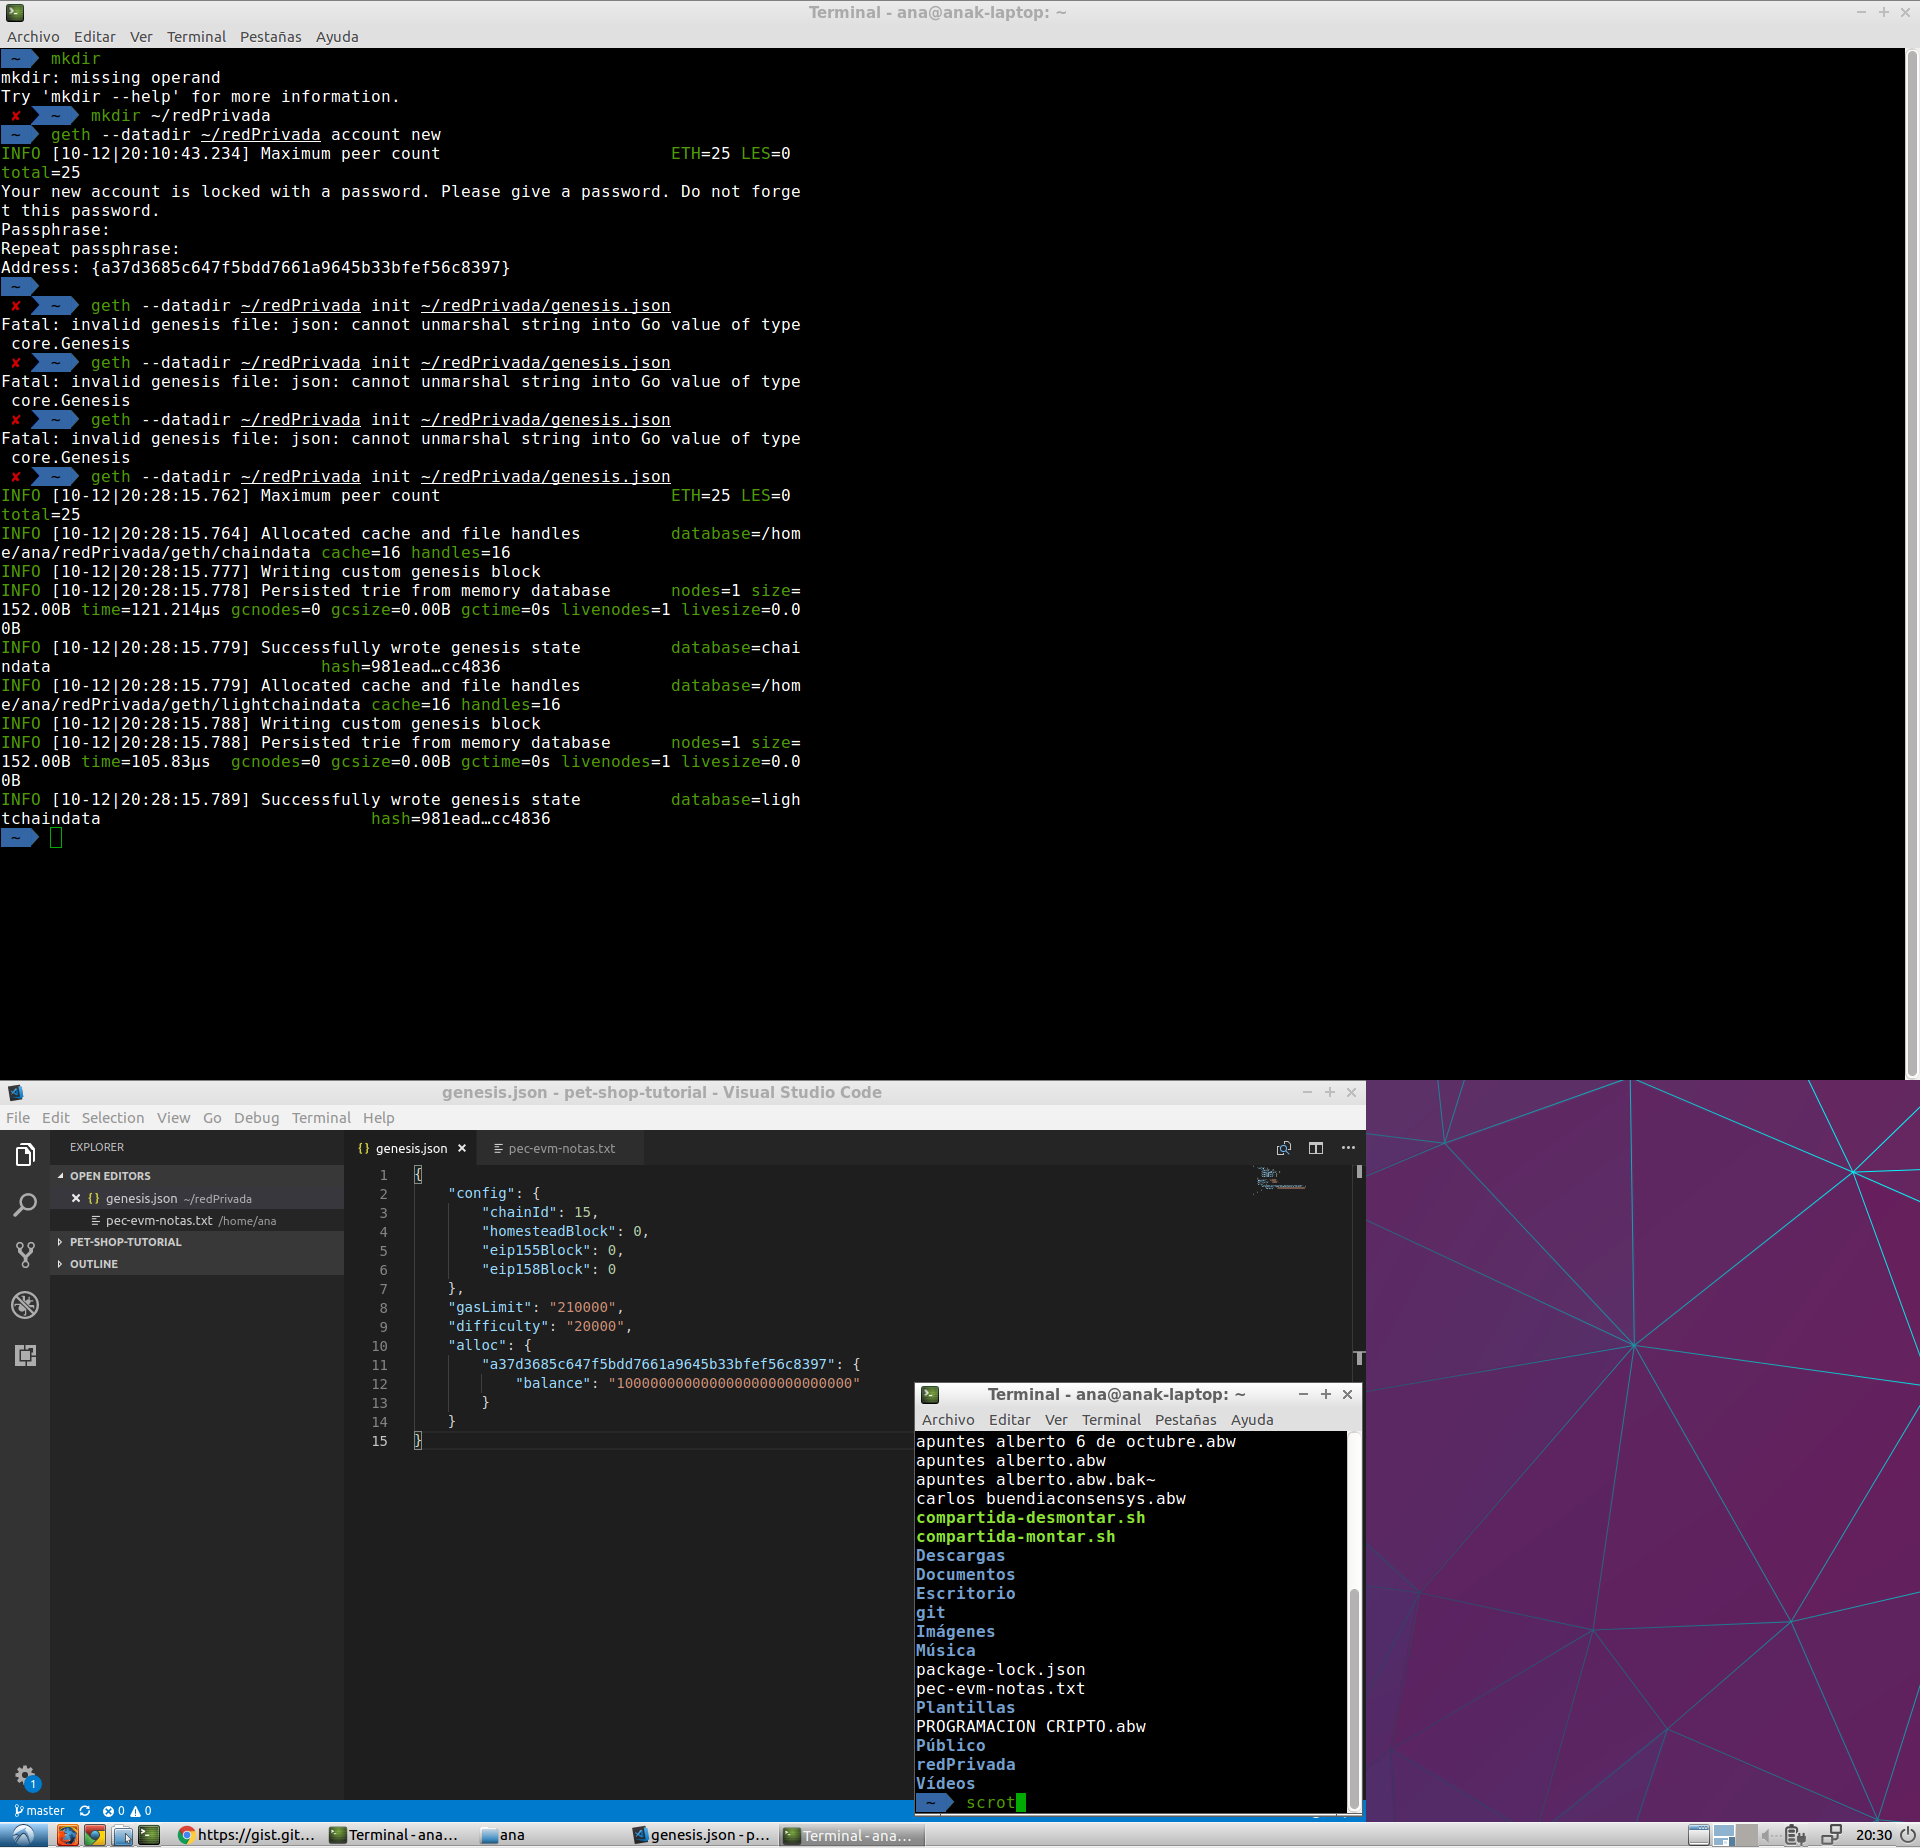 Terminal - ana@anak-laptop: ~
Archivo Editar Ver Terminal Pestañas Ayuda
~ mkdir
mkdir: missing operand
Try 'mkdir --help' for more information.
✘ ~ mkdir ~/redPrivada
~ geth --datadir ~/redPrivada account new
INFO [10-12|20:10:43.234] Maximum peer count ETH=25 LES=0
total=25
Your new account is locked with a password. Please give a password. Do not forge
t this password.
Passphrase:
Repeat passphrase:
Address: {a37d3685c647f5bdd7661a9645b33bfef56c8397}
~
✘ ~ geth --datadir ~/redPrivada init ~/redPrivada/genesis.json
Fatal: invalid genesis file: json: cannot unmarshal string into Go value of type
core.Genesis
✘ ~ geth --datadir ~/redPrivada init ~/redPrivada/genesis.json
Fatal: invalid genesis file: json: cannot unmarshal string into Go value of type
core.Genesis
✘ ~ geth --datadir ~/redPrivada init ~/redPrivada/genesis.json
Fatal: invalid genesis file: json: cannot unmarshal string into Go value of type
core.Genesis
✘ ~ geth --datadir ~/redPrivada init ~/redPrivada/genesis.json
INFO [10-12|20:28:15.762] Maximum peer count ETH=25 LES=0
total=25
INFO [10-12|20:28:15.764] Allocated cache and file handles database=/hom
e/ana/redPrivada/geth/chaindata cache=16 handles=16
INFO [10-12|20:28:15.777] Writing custom genesis block
INFO [10-12|20:28:15.778] Persisted trie from memory database nodes=1 size=
152.00B time=121.214µs gcnodes=0 gcsize=0.00B gctime=0s livenodes=1 livesize=0.0
0B
INFO [10-12|20:28:15.779] Successfully wrote genesis state database=chai
ndata hash=981ead…cc4836
INFO [10-12|20:28:15.779] Allocated cache and file handles database=/hom
e/ana/redPrivada/geth/lightchaindata cache=16 handles=16
INFO [10-12|20:28:15.788] Writing custom genesis block
INFO [10-12|20:28:15.788] Persisted trie from memory database nodes=1 size=
152.00B time=105.83µs gcnodes=0 gcsize=0.00B gctime=0s livenodes=1 livesize=0.0
0B
INFO [10-12|20:28:15.789] Successfully wrote genesis state database=ligh
tchaindata hash=981ead…cc4836
~
genesis.json - pet-shop-tutorial - Visual Studio Code
File Edit Selection View Go Debug Terminal Help
EXPLORER
OPEN EDITORS
{} genesis.json ~/redPrivada
pec-evm-notas.txt /home/ana
PET-SHOP-TUTORIAL
OUTLINE
1
{} genesis.json pec-evm-notas.txt
1 {
2 "config": {
3 "chainId": 15,
4 "homesteadBlock": 0,
5 "eip155Block": 0,
6 "eip158Block": 0
7 },
8 "gasLimit": "210000",
9 "difficulty": "20000",
10 "alloc": {
11 "a37d3685c647f5bdd7661a9645b33bfef56c8397": {
12 "balance": "10000000000000000000000000000"
13 }
14 }
15 }
Terminal - ana@anak-laptop: ~
Archivo Editar Ver Terminal Pestañas Ayuda
apuntes alberto 6 de octubre.abw
apuntes alberto.abw
apuntes alberto.abw.bak~
carlos buendiaconsensys.abw
compartida-desmontar.sh
compartida-montar.sh
Descargas
Documentos
Escritorio
git
Imágenes
Música
package-lock.json
pec-evm-notas.txt
Plantillas
PROGRAMACION CRIPTO.abw
Público
redPrivada
Vídeos
~ scrot
master 0 0
https://gist.git... Terminal - ana... ana genesis.json - p... Terminal - ana... 20:30